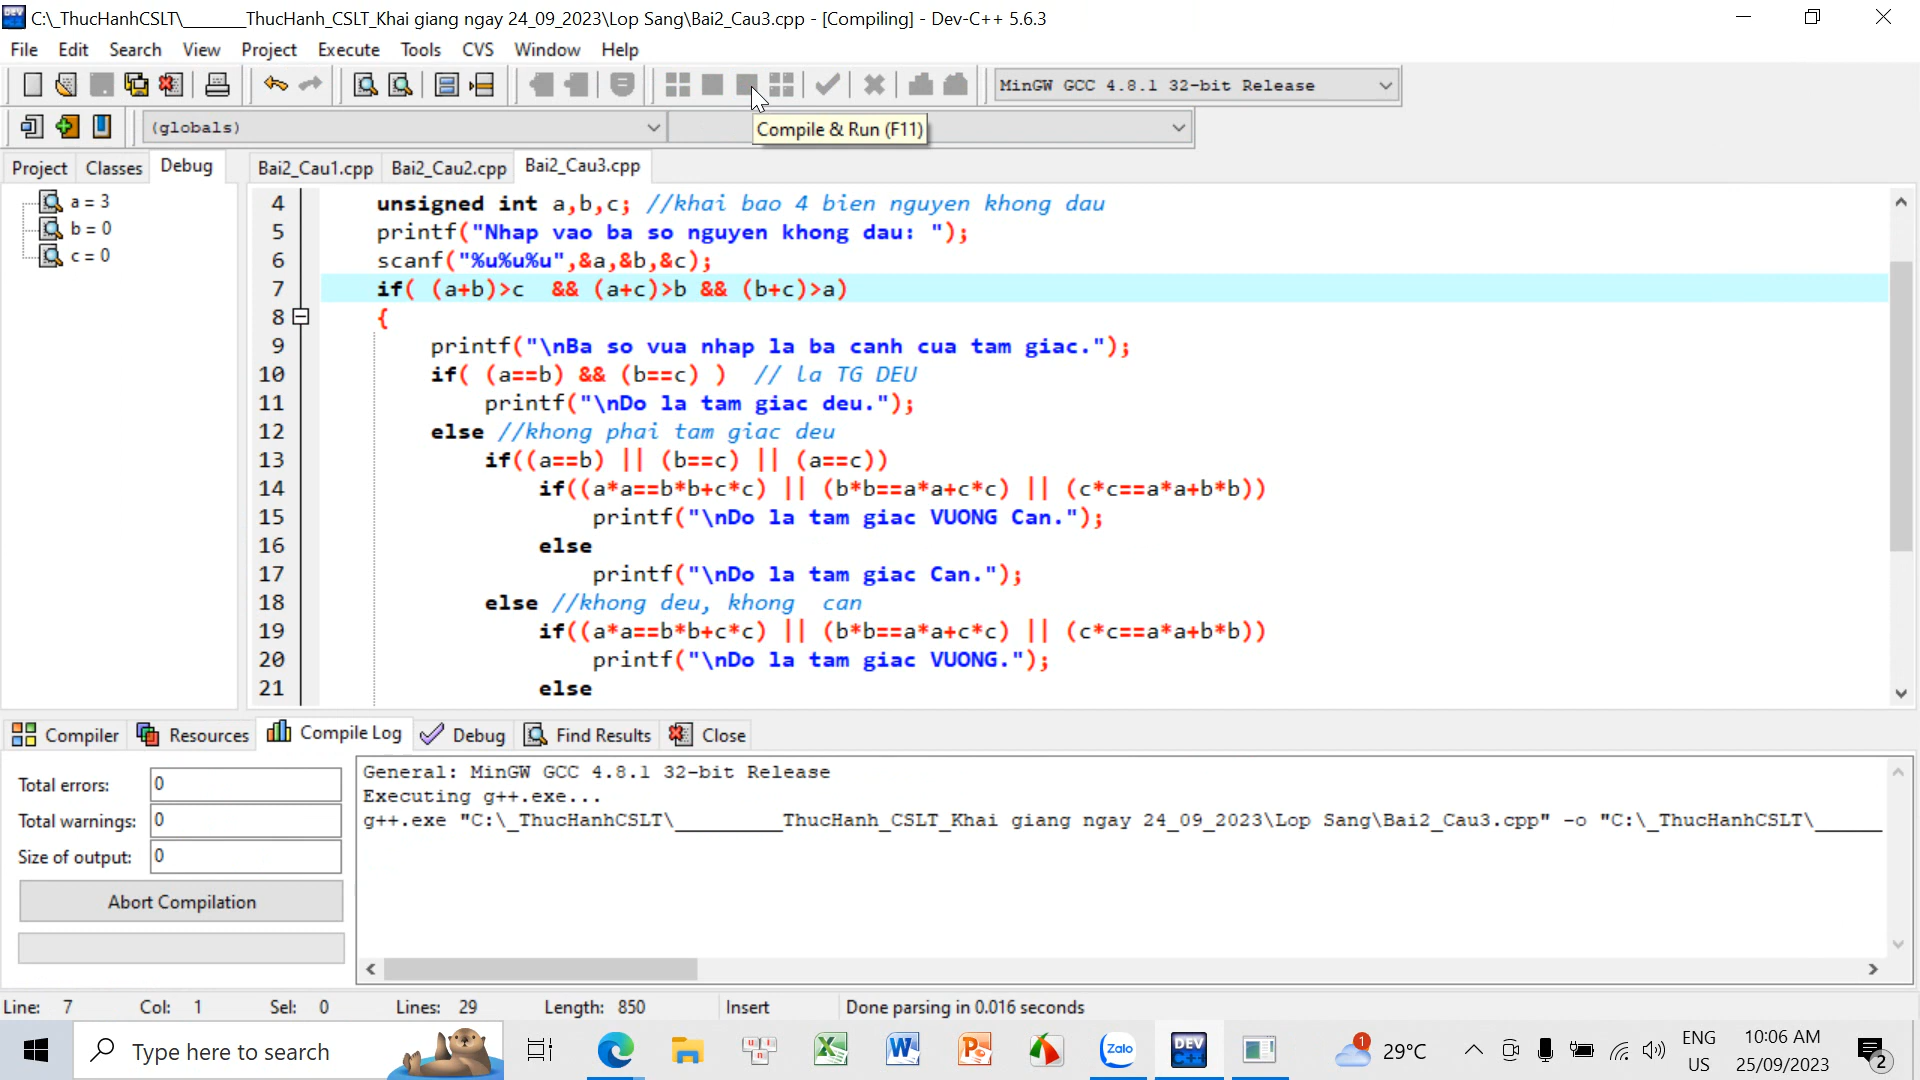 C:\_ThucHanhCSLT\________ThucHanh_CSLT_Khai giang ngay 24_09_2023\Lop Sang\Bai2_Cau3.cpp - [Compiling] - Dev-C++ 5.6.3
File Edit Search View Project Execute Tools CVS Window Help
MinGW GCC 4.8.1 32-bit Release
(globals)
Compile & Run (F11)
Project Classes Debug Bai2_Cau1.cpp Bai2_Cau2.cpp Bai2_Cau3.cpp
a = 3
b = 0
c = 0
4 unsigned int a,b,c; //khai bao 4 bien nguyen khong dau
5 printf("Nhap vao ba so nguyen khong dau: ");
6 scanf("%u%u%u",&a,&b,&c);
7 if( (a+b)>c && (a+c)>b && (b+c)>a)
8 {
9 printf("\nBa so vua nhap la ba canh cua tam giac.");
10 if( (a==b) && (b==c) ) // la TG DEU
11 printf("\nDo la tam giac deu.");
12 else //khong phai tam giac deu
13 if((a==b) || (b==c) || (a==c))
14 if((a*a==b*b+c*c) || (b*b==a*a+c*c) || (c*c==a*a+b*b))
15 printf("\nDo la tam giac VUONG Can.");
16 else
17 printf("\nDo la tam giac Can.");
18 else //khong deu, khong can
19 if((a*a==b*b+c*c) || (b*b==a*a+c*c) || (c*c==a*a+b*b))
20 printf("\nDo la tam giac VUONG.");
21 else
Compiler Resources Compile Log Debug Find Results Close
Total errors: 0
Total warnings: 0
Size of output: 0
Abort Compilation
General: MinGW GCC 4.8.1 32-bit Release
Executing g++.exe...
g++.exe "C:\_ThucHanhCSLT\_________ThucHanh_CSLT_Khai giang ngay 24_09_2023\Lop Sang\Bai2_Cau3.cpp" -o "C:\_ThucHanhCSLT\______
Line: 7 Col: 1 Sel: 0 Lines: 29 Length: 850 Insert Done parsing in 0.016 seconds
Type here to search
Zalo
DEV C++
1
29°C
ENG
US
10:06 AM
25/09/2023
2